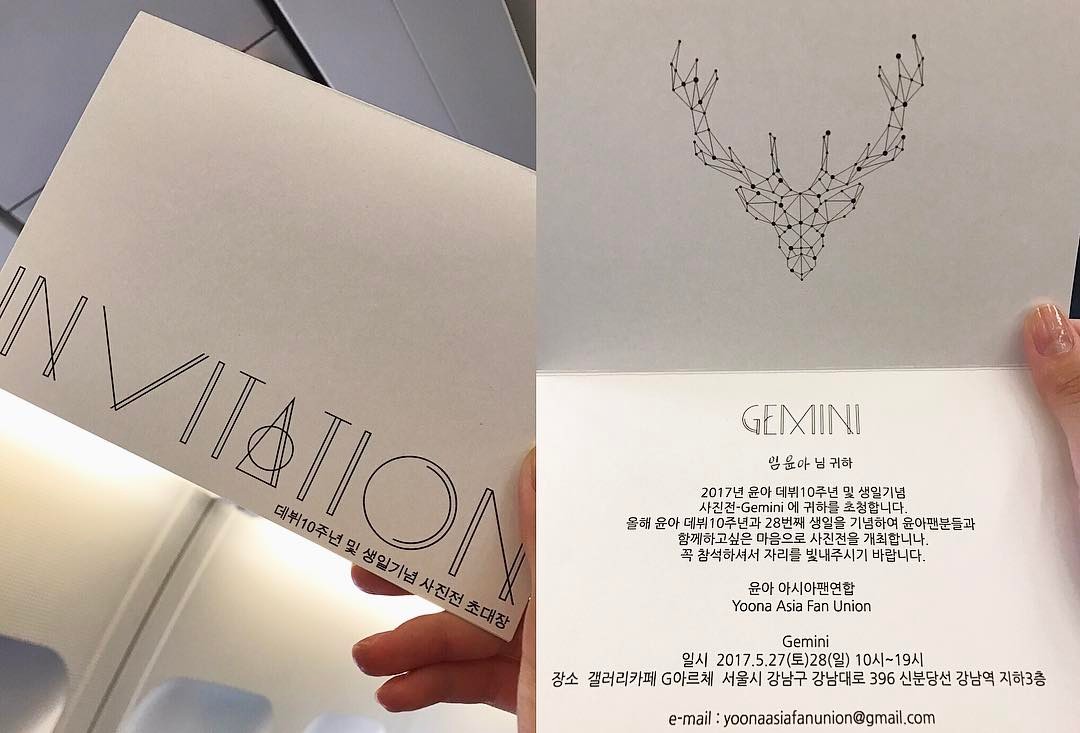 INVITATION
데뷔10주년 및 생일기념 사진전 초대장
GEMINI
임윤아 님 귀하
2017년 윤아 데뷔10주년 및 생일기념
사진전-Gemini 에 귀하를 초청합니다.
올해 윤아 데뷔10주년과 28번째 생일을 기념하여 윤아팬분들과
함께하고싶은 마음으로 사진전을 개최합니나.
꼭 참석하셔서 자리를 빛내주시기 바랍니다.
윤아 아시아팬연합
Yoona Asia Fan Union
Gemini
일시 2017.5.27(토)28(일) 10시~19시
장소 갤러리카페 G아르체 서울시 강남구 강남대로 396 신분당선 강남역 지하3층
e-mail : yoonaasiafanunion@gmail.com